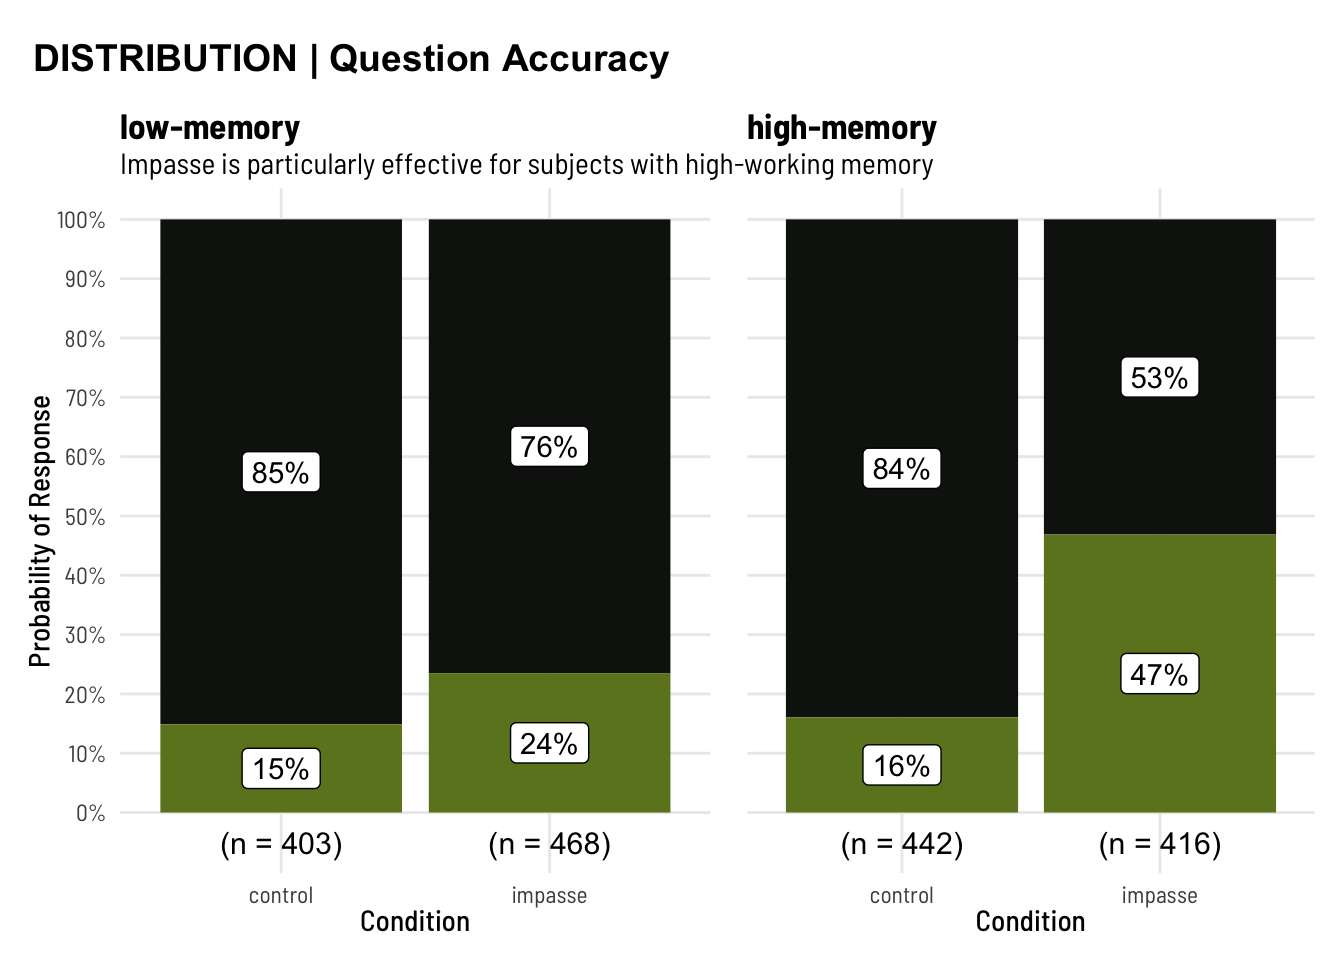 DISTRIBUTION | Question Accuracy
low-memory
high-memory
Impasse is particularly effective for subjects with high-working memory
Probability of Response
100%
90%
80%
70%
60%
50%
40%
30%
20%
10%
0%
85%
15%
76%
24%
84%
16%
53%
47%
(n = 403)
(n = 468)
(n = 442)
(n = 416)
control
impasse
control
impasse
Condition
Condition